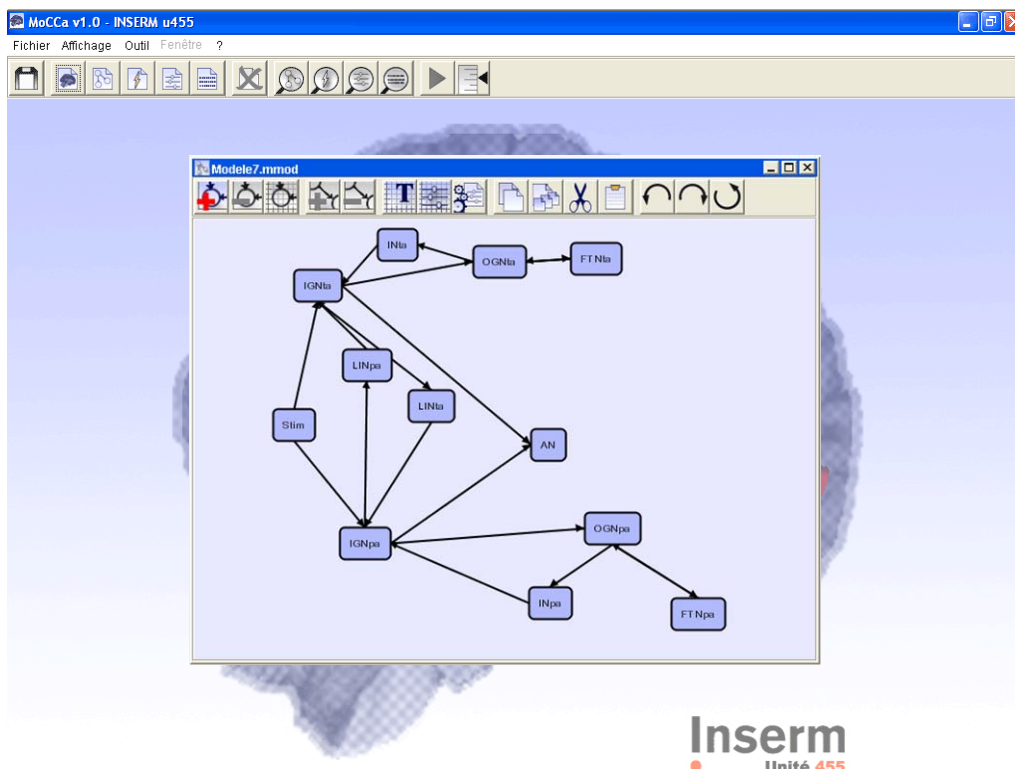 MoCCa v1.0 - INSERM u455
Fichier Affichage Outil Fenêtre ?
Modele7.mmod
T
INta
OGNta
FTNta
IGNta
LINpa
LINta
Stim
AN
IGNpa
OGNpa
INpa
FTNpa
Inserm
Unité 455